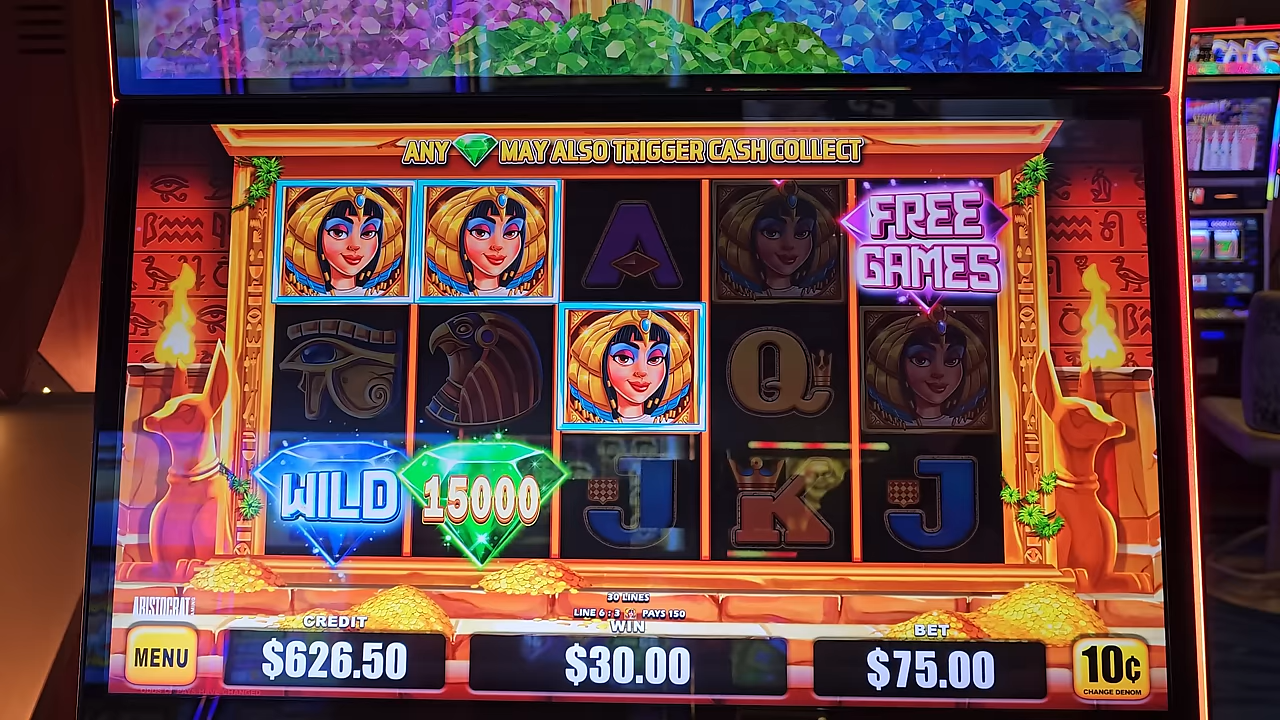 ANY MAY ALSO TRIGGER CASH COLLECT
A
FREE
GAMES
Q
WILD
15000
J
K
J
ARISTOCRAT
30 LINES
LINE 6 : 3 PAYS 150
CREDIT
WIN
BET
MENU
$626.50
$30.00
$75.00
10¢
CHANGE DENOM